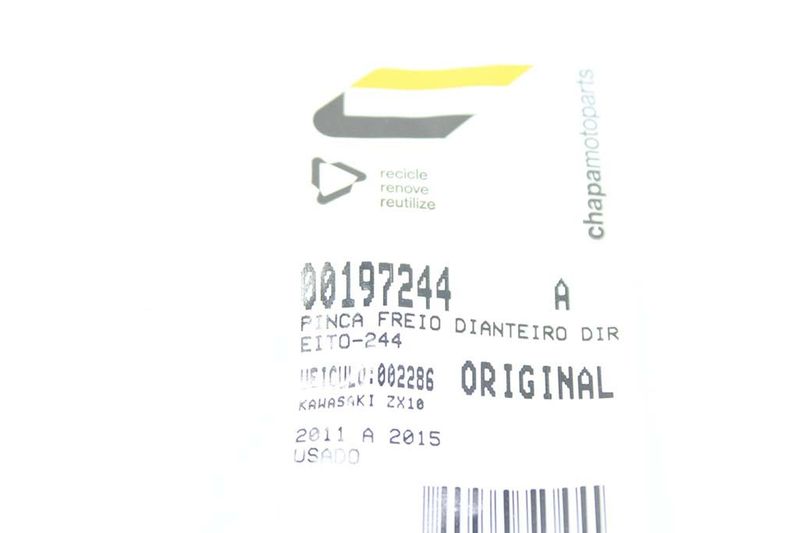 recicle
renove
reutilize
chapamotoparts
00197244 A
PINCA FREIO DIANTEIRO DIR
EITO-244
VEICULO:002286 ORIGINAL
KAWASAKI ZX10
2011 A 2015
USADO